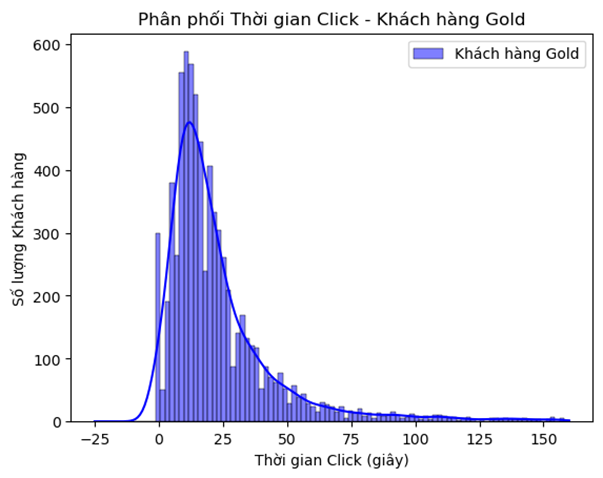 Phân phối Thời gian Click - Khách hàng Gold
Khách hàng Gold
Số lượng Khách hàng
600
500
400
300
200
100
0
−25 0 25 50 75 100 125 150
Thời gian Click (giây)